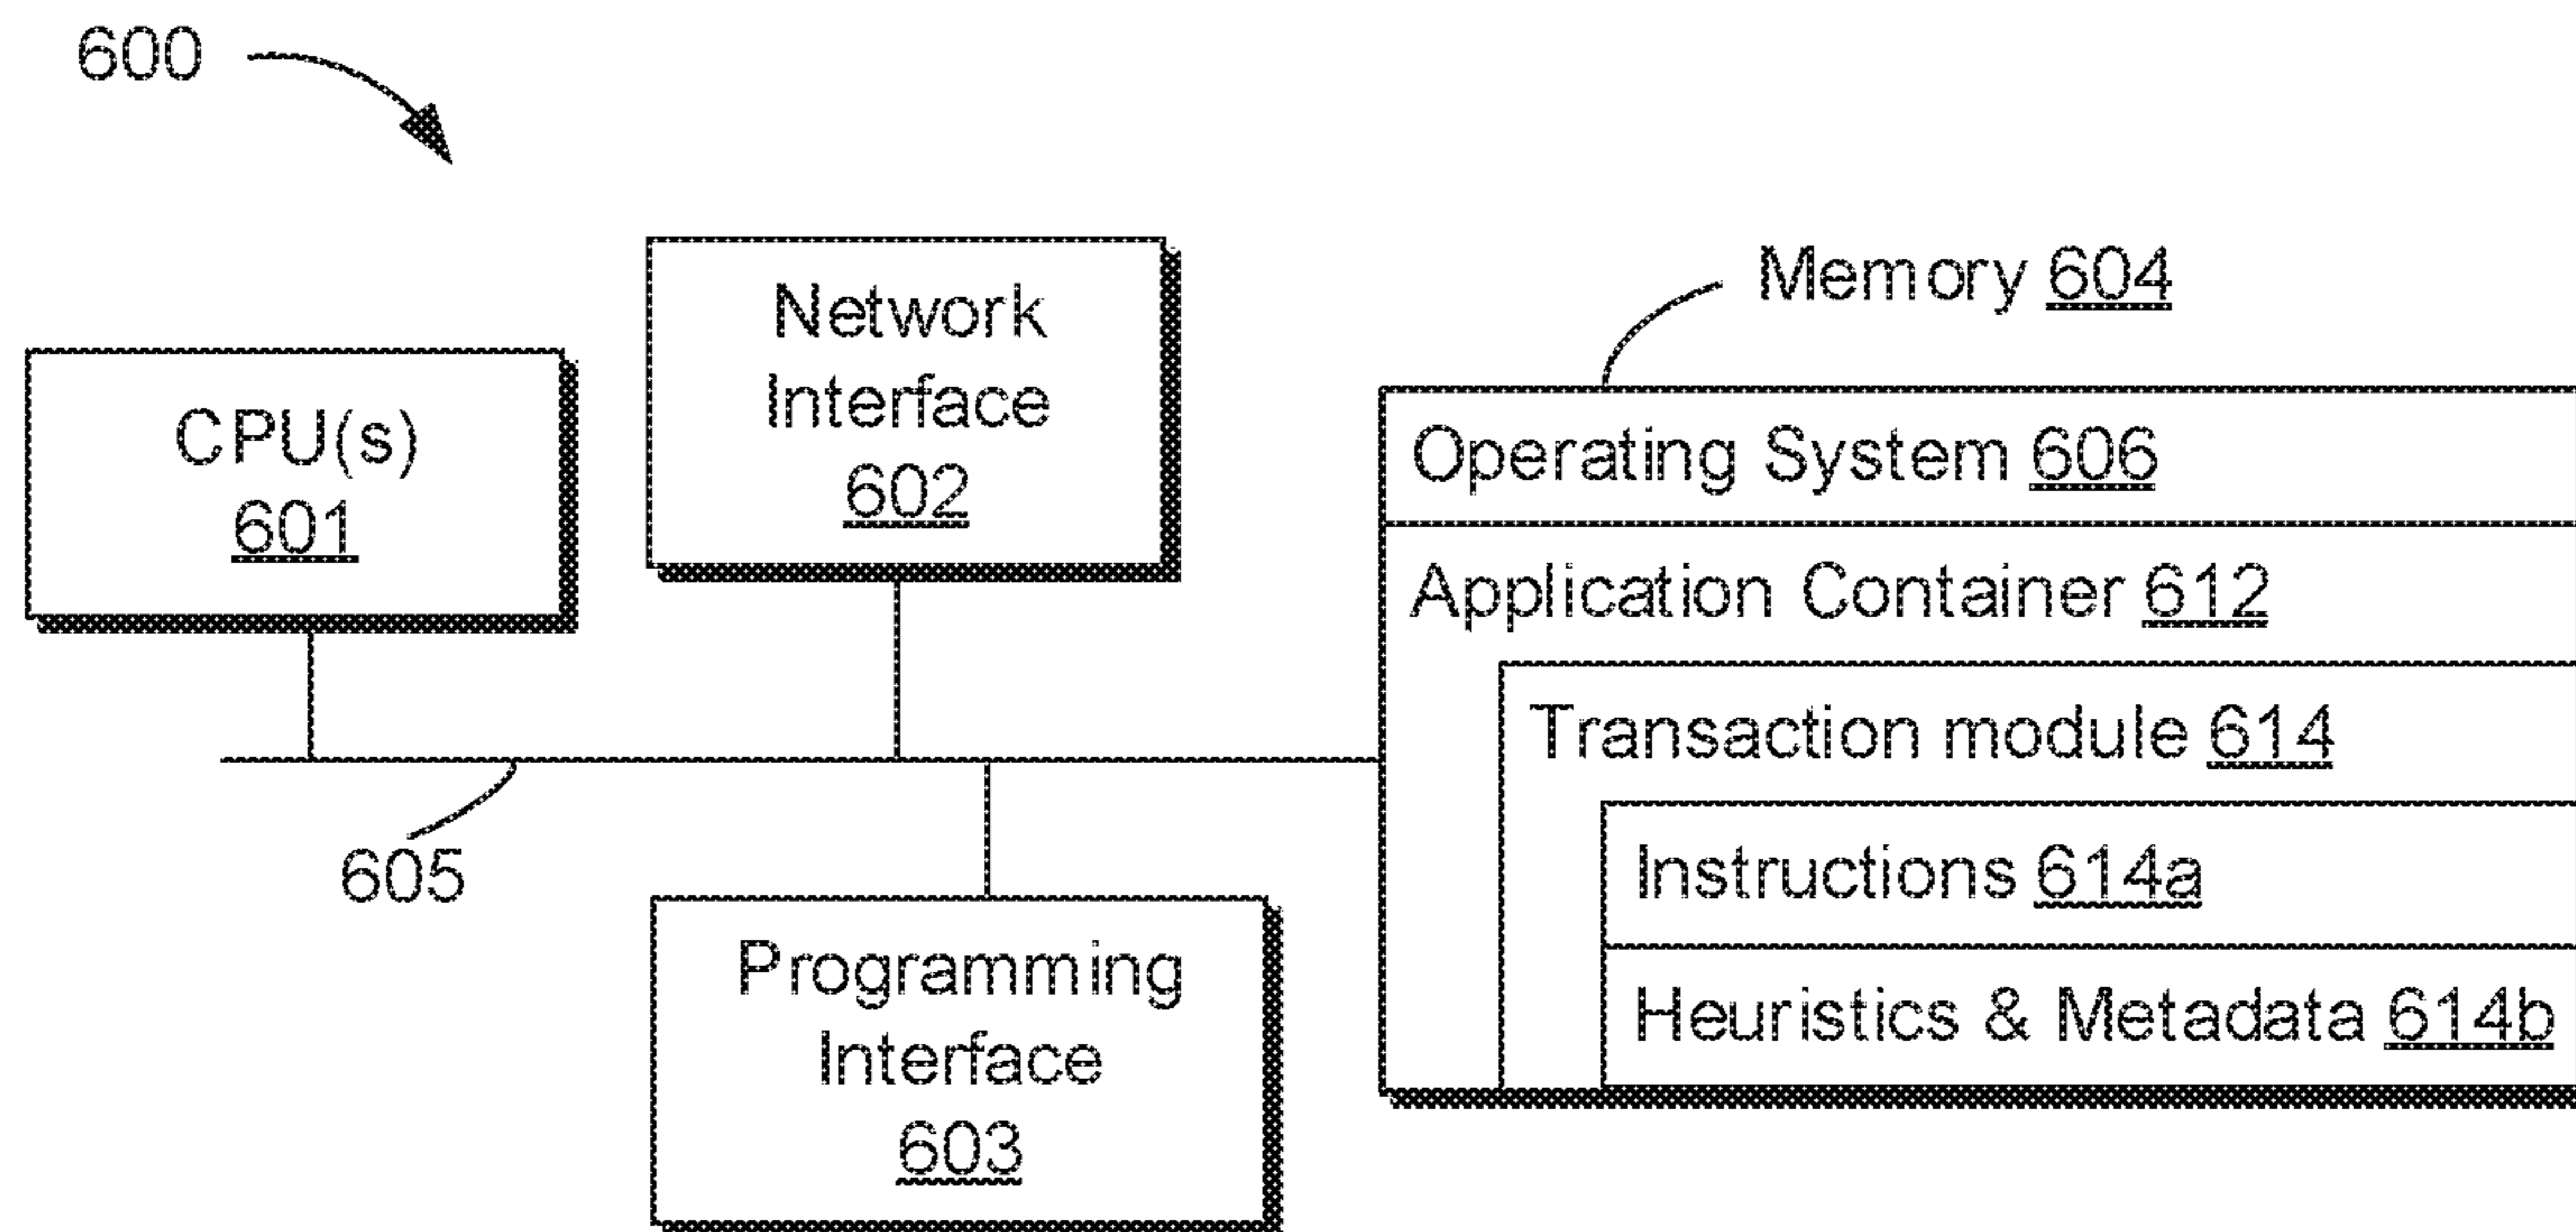 600
CPU(s)
601
Network
Interface
602
605
Programming
Interface
603
Memory 604
Operating System 606
Application Container 612
Transaction module 614
Instructions 614a
Heuristics & Metadata 614b